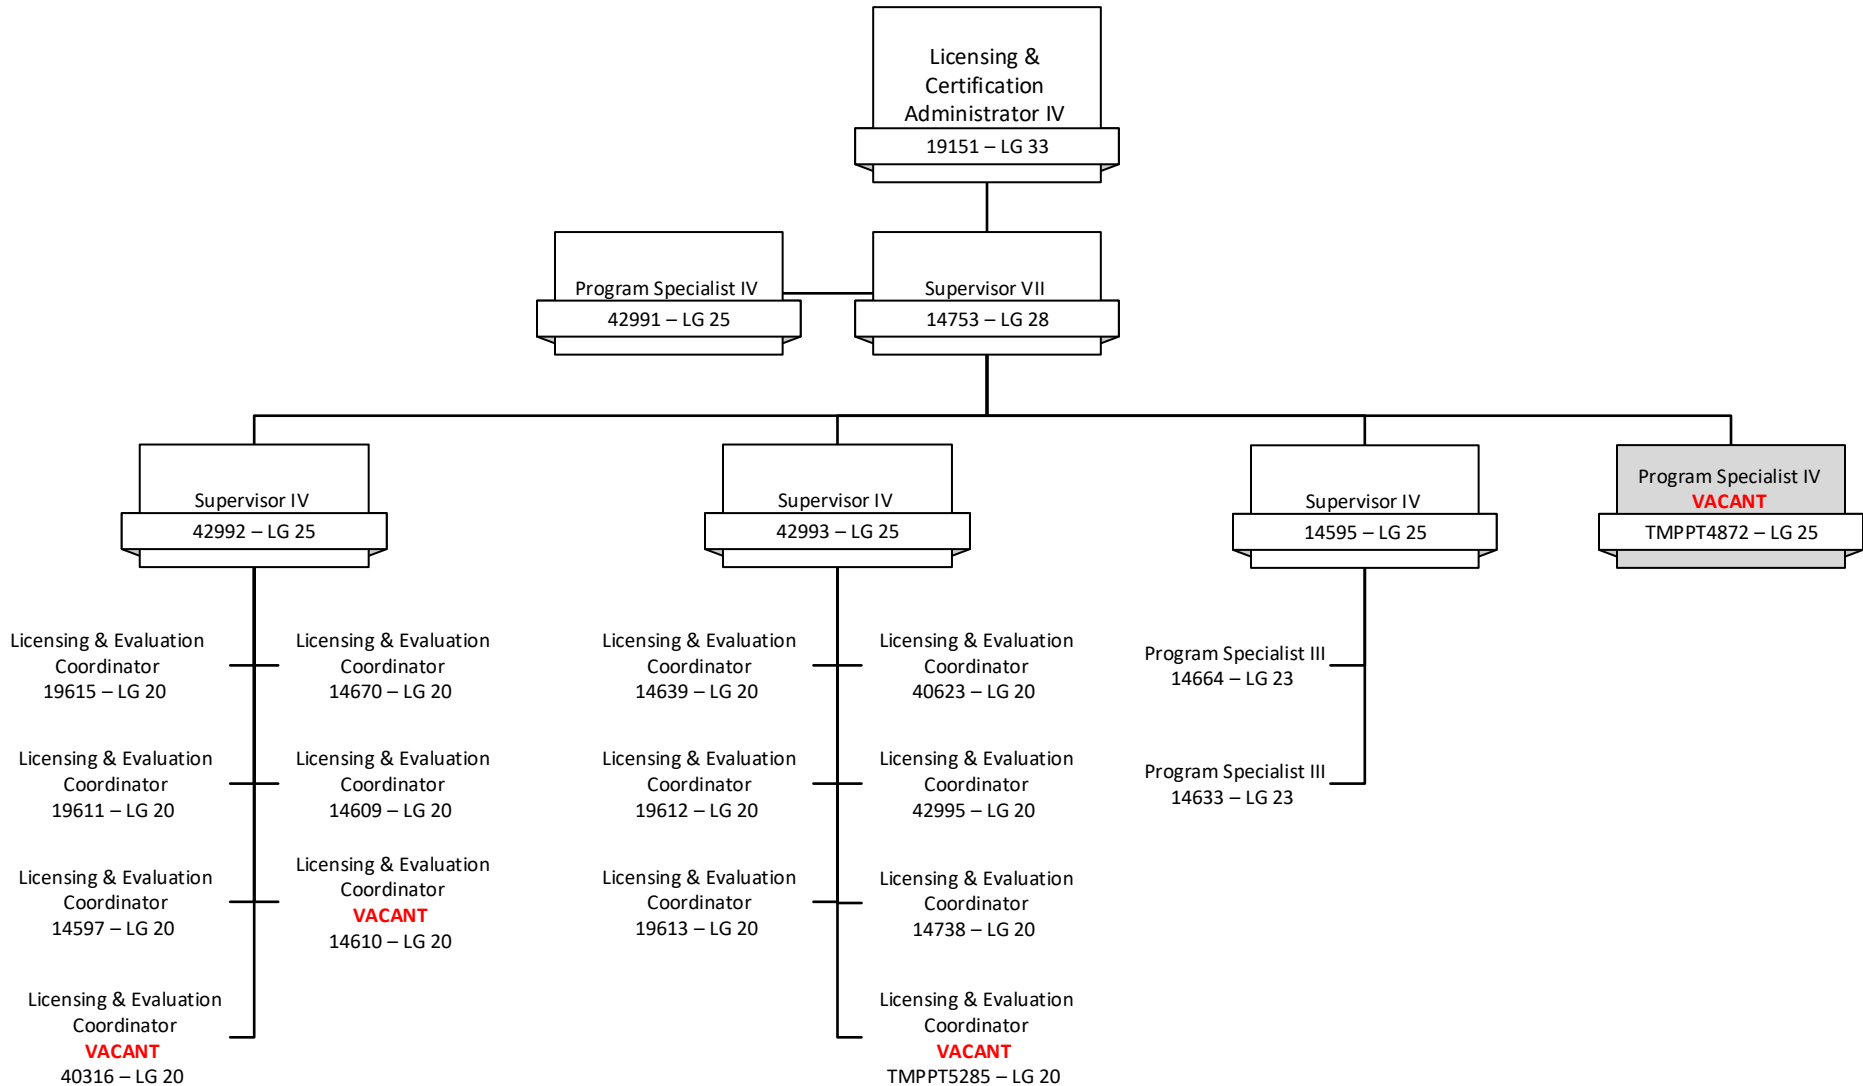 Licensing &
Certification
Administrator IV
19151 – LG 33
Program Specialist IV
42991 – LG 25
Supervisor VII
14753 – LG 28
Supervisor IV
42992 – LG 25
Supervisor IV
42993 – LG 25
Supervisor IV
14595 – LG 25
Program Specialist IV
VACANT
TMPPT4872 – LG 25
Licensing & Evaluation
Coordinator
19615 – LG 20
Licensing & Evaluation
Coordinator
14670 – LG 20
Licensing & Evaluation
Coordinator
14639 – LG 20
Licensing & Evaluation
Coordinator
40623 – LG 20
Program Specialist III
14664 – LG 23
Licensing & Evaluation
Coordinator
19611 – LG 20
Licensing & Evaluation
Coordinator
14609 – LG 20
Licensing & Evaluation
Coordinator
19612 – LG 20
Licensing & Evaluation
Coordinator
42995 – LG 20
Program Specialist III
14633 – LG 23
Licensing & Evaluation
Coordinator
14597 – LG 20
Licensing & Evaluation
Coordinator
VACANT
14610 – LG 20
Licensing & Evaluation
Coordinator
19613 – LG 20
Licensing & Evaluation
Coordinator
14738 – LG 20
Licensing & Evaluation
Coordinator
VACANT
40316 – LG 20
Licensing & Evaluation
Coordinator
VACANT
TMPPT5285 – LG 20